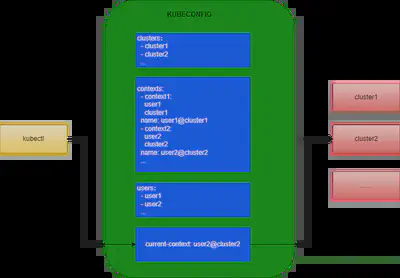 KUBECONFIG
clusters:
- cluster1
- cluster2
...
contexts:
- context1:
user1
cluster1
name: user1@cluster1
- context2:
user2
cluster2
name: user2@cluster2
...
users:
- user1
- user2
...
current-context: user2@cluster2
kubectl
cluster1
cluster2
......